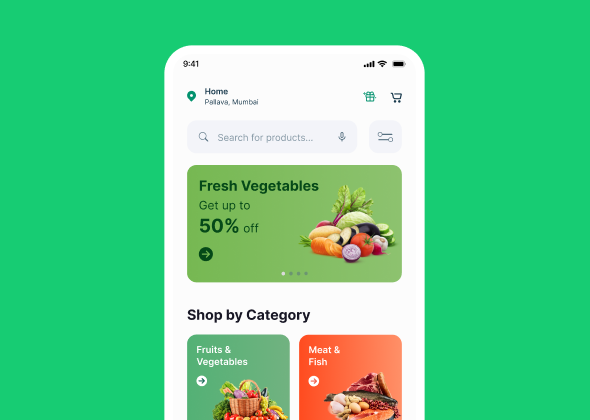 9:41
Home
Pallava, Mumbai
Search for products...
Fresh Vegetables
Get up to
50% off
Shop by Category
Fruits &
Vegetables
Meat &
Fish